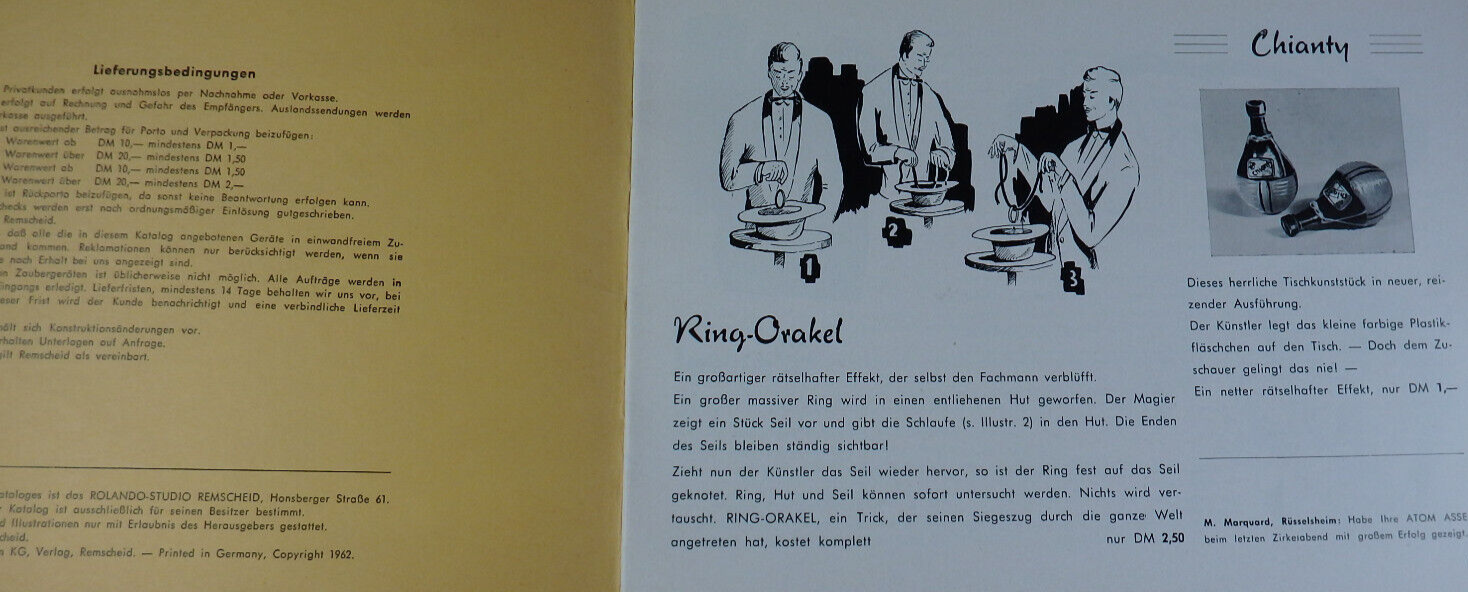 Lieferungsbedingungen
Privatkunden erfolgt ausnahmslos per Nachnahme oder Vorkasse.
erfolgt auf Rechnung und Gefahr des Empfängers. Auslandssendungen werden
rkasse ausgeführt.
ausreichender Betrag für Porto und Verpackung beizufügen:
Warenwert ab DM 10,— mindestens DM 1,—
Warenwert über DM 20,— mindestens DM 1,50
Warenwert ab DM 10,— mindestens DM 1,50
Warenwert über DM 20,— mindestens DM 2,—
ist Rückporto beizufügen, da sonst keine Beantwortung erfolgen kann.
hecks werden erst nach ordnungsmäßiger Einlösung gutgeschrieben.
Remscheid.
daß alle die in diesem Katalog angebotenen Geräte in einwandfreiem Zu-
and kommen. Reklamationen können nur berücksichtigt werden, wenn sie
e nach Erhalt bei uns angezeigt sind.
on Zaubergeräten ist üblicherweise nicht möglich. Alle Aufträge werden in
ingangs erledigt. Lieferfristen, mindestens 14 Tage behalten wir uns vor, bei
eser Frist wird der Kunde benachrichtigt und eine verbindliche Lieferzeit
hält sich Konstruktionsänderungen vor.
rhalten Unterlagen auf Anfrage.
gilt Remscheid als vereinbart.
ataloges ist das ROLANDO-STUDIO REMSCHEID, Honsberger Straße 61.
r Katalog ist ausschließlich für seinen Besitzer bestimmt.
d Illustrationen nur mit Erlaubnis des Herausgebers gestattet.
cheid.
n KG, Verlag, Remscheid. — Printed in Germany, Copyright 1962.
1
2
3
Ring-Orakel
Ein großartiger rätselhafter Effekt, der selbst den Fachmann verblüfft.
Ein großer massiver Ring wird in einen entliehenen Hut geworfen. Der Magier
zeigt ein Stück Seil vor und gibt die Schlaufe (s. Illustr. 2) in den Hut. Die Enden
des Seils bleiben ständig sichtbar!
Zieht nun der Künstler das Seil wieder hervor, so ist der Ring fest auf das Seil
geknotet. Ring, Hut und Seil können sofort untersucht werden. Nichts wird ver-
tauscht. RING-ORAKEL, ein Trick, der seinen Siegeszug durch die ganze Welt
angetreten hat, kostet komplett nur DM 2,50
Chianty
Dieses herrliche Tischkunststück in neuer, rei-
zender Ausführung.
Der Künstler legt das kleine farbige Plastik-
fläschchen auf den Tisch. — Doch dem Zu-
schauer gelingt das nie! —
Ein netter rätselhafter Effekt, nur DM 1,—
M. Marquard, Rüsselsheim: Habe Ihre ATOM ASSE
beim letzten Zirkelabend mit großem Erfolg gezeigt.